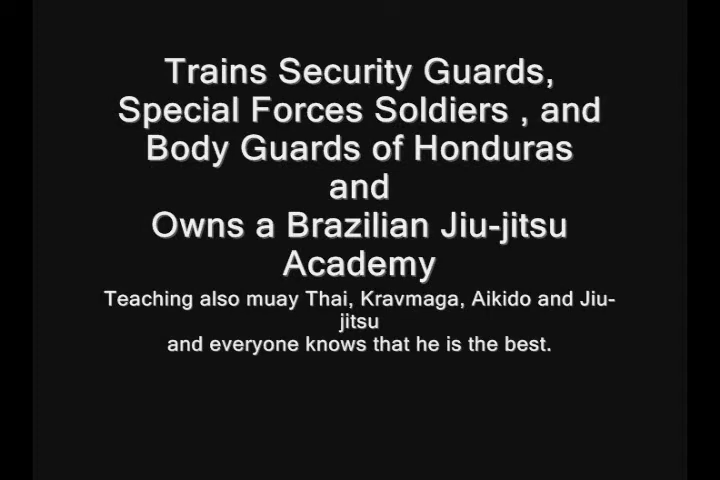 Trains Security Guards,
Special Forces Soldiers , and
Body Guards of Honduras
and
Owns a Brazilian Jiu-jitsu
Academy
Teaching also muay Thai, Kravmaga, Aikido and Jiu-
jitsu
and everyone knows that he is the best.